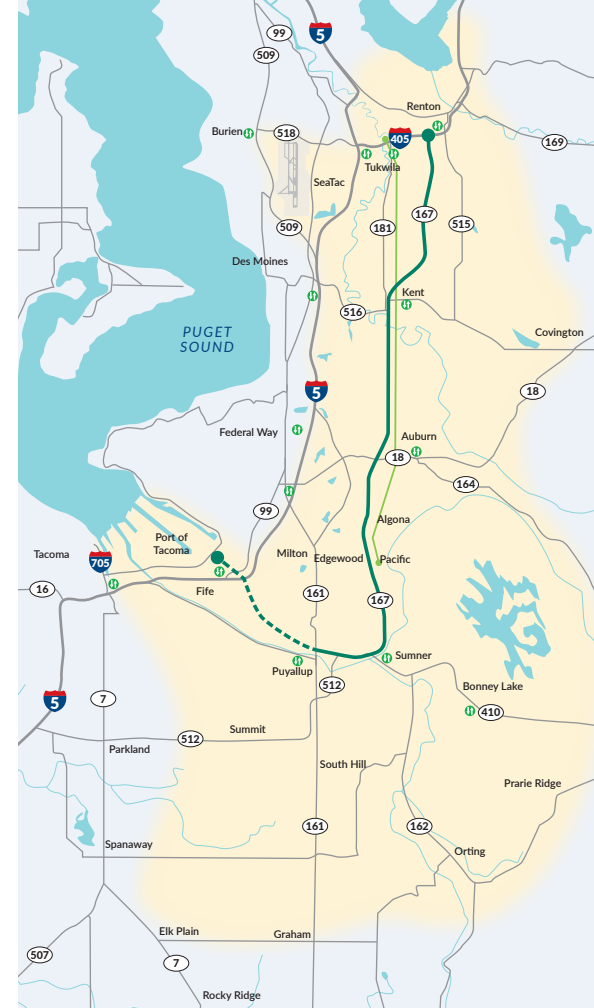 99
5
509
Renton
Burien
518
405
169
Tukwila
SeaTac
167
515
509
181
Des Moines
Kent
516
PUGET
SOUND
Covington
5
18
Federal Way
Auburn
18
164
99
Algona
Port of
Tacoma
Tacoma
705
Milton
Edgewood
Pacific
16
Fife
161
167
Sumner
Puyallup
512
Bonney Lake
5
7
410
Summit
512
Parkland
South Hill
Prarie Ridge
161
162
Spanaway
Orting
Elk Plain
Graham
507
7
Rocky Ridge